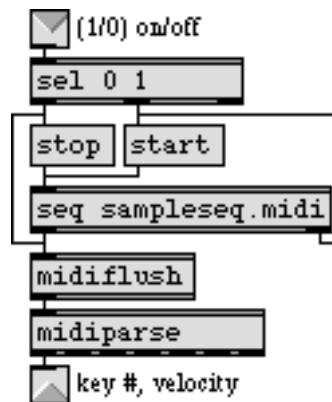 (1/0) on/off
sel 0 1
stop start
seq sampleseq.midi
midiflush
midiparse
key #, velocity